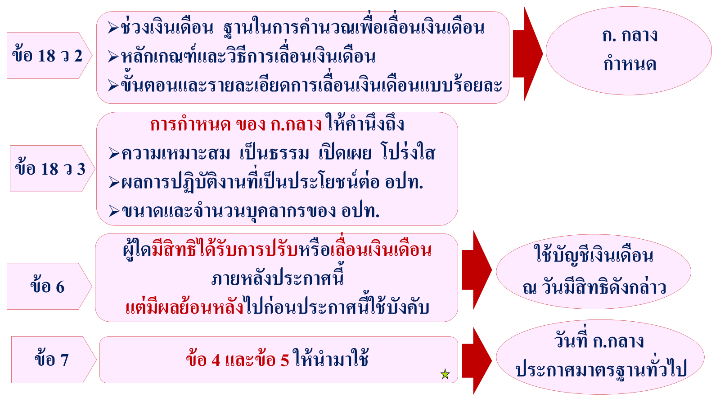 ข้อ 18 ว 2
➢ช่วงเงินเดือน ฐานในการคำนวณเพื่อเลื่อนเงินเดือน
➢หลักเกณฑ์และวิธีการเลื่อนเงินเดือน
➢ขั้นตอนและรายละเอียดการเลื่อนเงินเดือนแบบร้อยละ
ก. กลาง
กำหนด
ข้อ 18 ว 3
การกำหนด ของ ก.กลาง ให้คำนึงถึง
➢ความเหมาะสม เป็นธรรม เปิดเผย โปร่งใส
➢ผลการปฏิบัติงานที่เป็นประโยชน์ต่อ อปท.
➢ขนาดและจำนวนบุคลากรของ อปท.
ข้อ 6
ผู้ใดมีสิทธิได้รับการปรับหรือเลื่อนเงินเดือน
ภายหลังประกาศนี้
แต่มีผลย้อนหลังไปก่อนประกาศนี้ใช้บังคับ
ใช้บัญชีเงินเดือน
ณ วันมีสิทธิดังกล่าว
ข้อ 7
ข้อ 4 และข้อ 5 ให้นำมาใช้
วันที่ ก.กลาง
ประกาศมาตรฐานทั่วไป